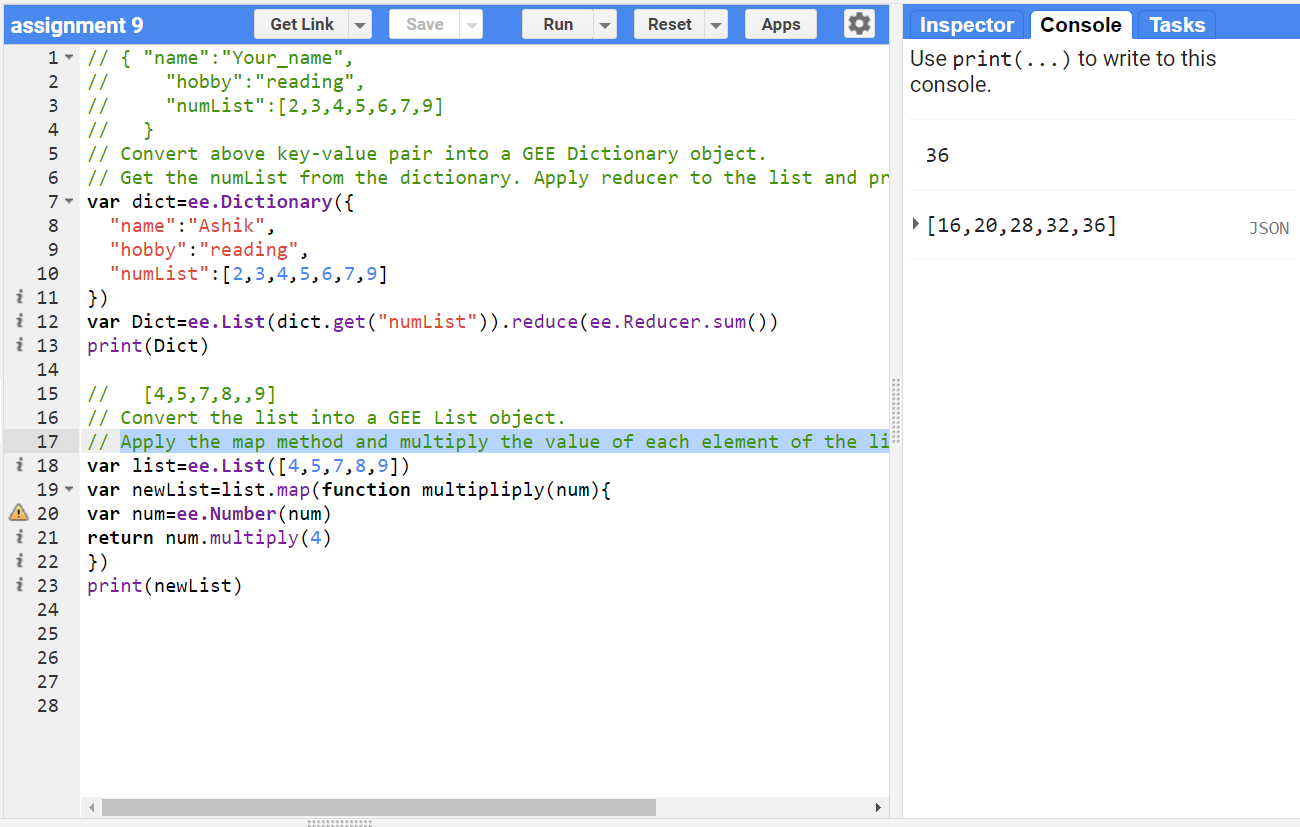 assignment 9
Get Link
Save
Run
Reset
Apps
Inspector
Console
Tasks
1 // { "name":"Your_name",
2 //     "hobby":"reading",
3 //     "numList":[2,3,4,5,6,7,9]
4 //   }
5 // Convert above key-value pair into a GEE Dictionary object.
6 // Get the numList from the dictionary. Apply reducer to the list and pr
7 var dict=ee.Dictionary({
8   "name":"Ashik",
9   "hobby":"reading",
10   "numList":[2,3,4,5,6,7,9]
i 11 })
i 12 var Dict=ee.List(dict.get("numList")).reduce(ee.Reducer.sum())
i 13 print(Dict)
14
15 //   [4,5,7,8,,9]
16 // Convert the list into a GEE List object.
17 // Apply the map method and multiply the value of each element of the li
i 18 var list=ee.List([4,5,7,8,9])
19 var newList=list.map(function multipliply(num){
20 var num=ee.Number(num)
i 21 return num.multiply(4)
i 22 })
i 23 print(newList)
24
25
26
27
28
Use print(...) to write to this
console.
36
[16,20,28,32,36]
JSON